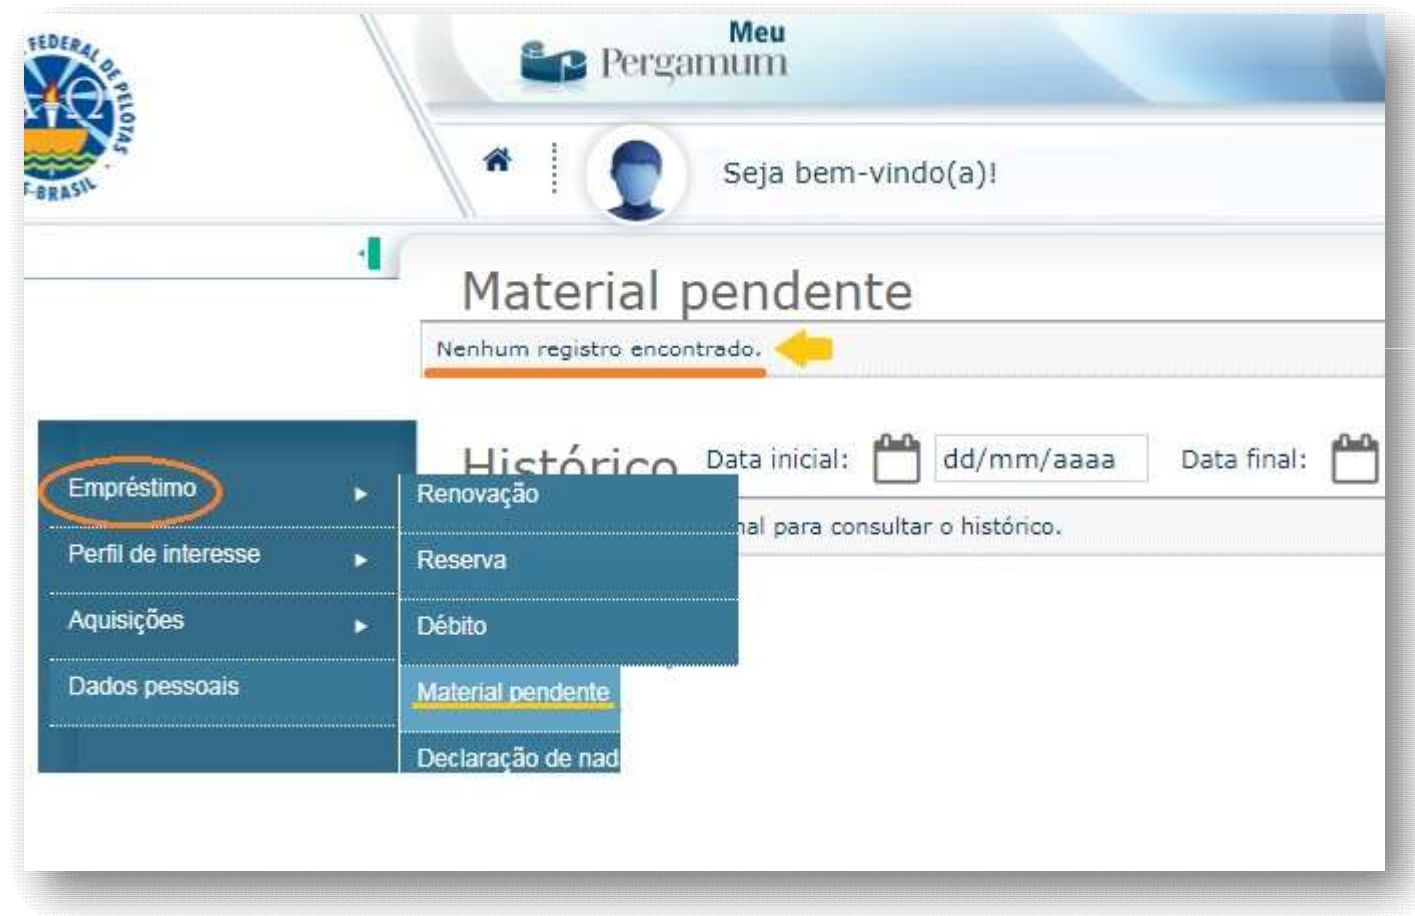 FEDERAL DE PELOTAS
BRASIL
Meu
Pergamum
Seja bem-vindo(a)!
Material pendente
Nenhum registro encontrado.
Histórico Data inicial: dd/mm/aaaa Data final:
para consultar o histórico.
Empréstimo
Perfil de interesse
Aquisições
Dados pessoais
Renovação
Reserva
Débito
Material pendente
Declaração de nad